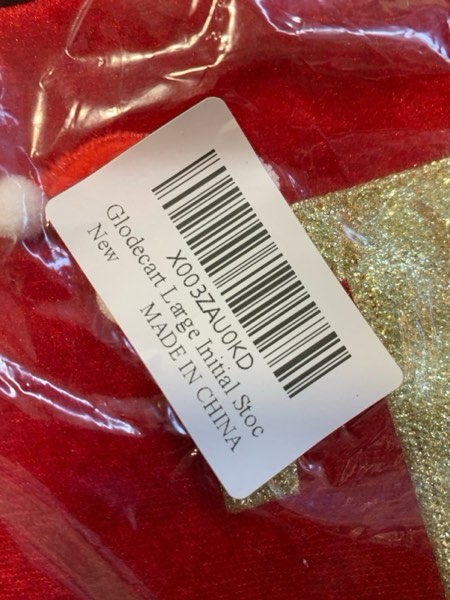 X003ZAU0KD
Glodecart Large Initial Stoc
New
MADE IN CHINA